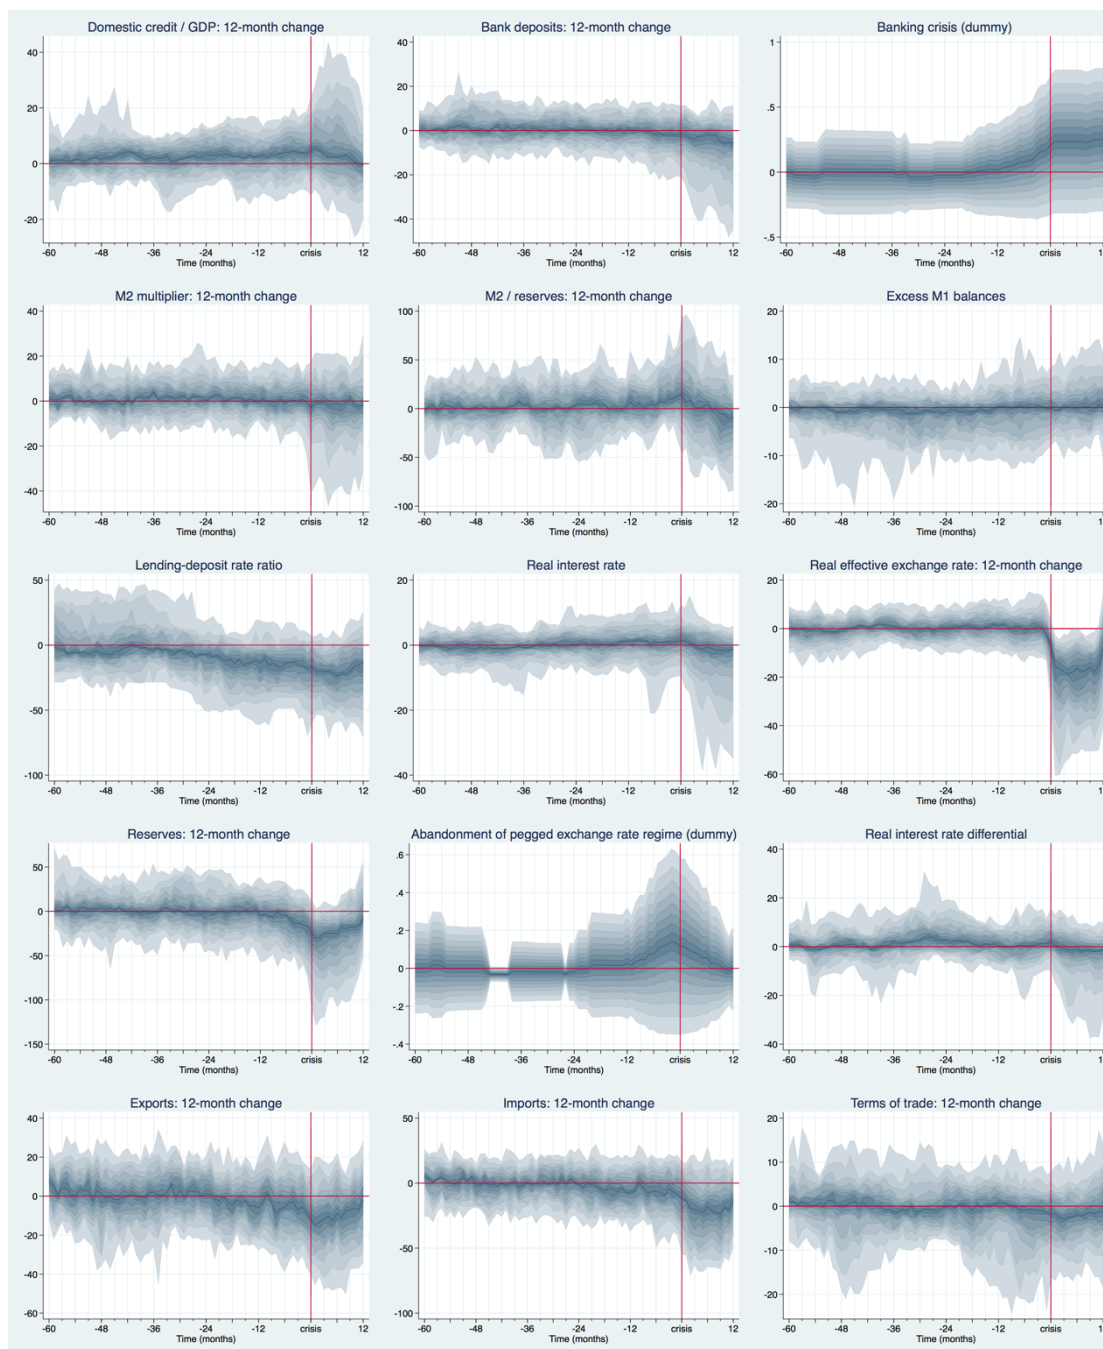 Domestic credit / GDP: 12-month change
40
20
0
-20
-60 -48 -36 -24 -12 crisis 12
Time (months)
Bank deposits: 12-month change
40
20
0
-20
-40
-60 -48 -36 -24 -12 crisis 12
Time (months)
Banking crisis (dummy)
1
.5
0
-.5
-60 -48 -36 -24 -12 crisis 1
Time (months)
M2 multiplier: 12-month change
40
20
0
-20
-40
-60 -48 -36 -24 -12 crisis 12
Time (months)
M2 / reserves: 12-month change
100
50
0
-50
-100
-60 -48 -36 -24 -12 crisis 12
Time (months)
Excess M1 balances
20
10
0
-10
-20
-60 -48 -36 -24 -12 crisis 1
Time (months)
Lending-deposit rate ratio
50
0
-50
-100
-60 -48 -36 -24 -12 crisis 12
Time (months)
Real interest rate
20
0
-20
-40
-60 -48 -36 -24 -12 crisis 12
Time (months)
Real effective exchange rate: 12-month change
20
0
-20
-40
-60
-60 -48 -36 -24 -12 crisis 1
Time (months)
Reserves: 12-month change
50
0
-50
-100
-150
-60 -48 -36 -24 -12 crisis 12
Time (months)
Abandonment of pegged exchange rate regime (dummy)
.6
.4
.2
0
-.2
-.4
-60 -48 -36 -24 -12 crisis 12
Time (months)
Real interest rate differential
40
20
0
-20
-40
-60 -48 -36 -24 -12 crisis 1
Time (months)
Exports: 12-month change
40
20
0
-20
-40
-60
-60 -48 -36 -24 -12 crisis 12
Time (months)
Imports: 12-month change
50
0
-50
-100
-60 -48 -36 -24 -12 crisis 12
Time (months)
Terms of trade: 12-month change
20
10
0
-10
-20
-60 -48 -36 -24 -12 crisis 1
Time (months)